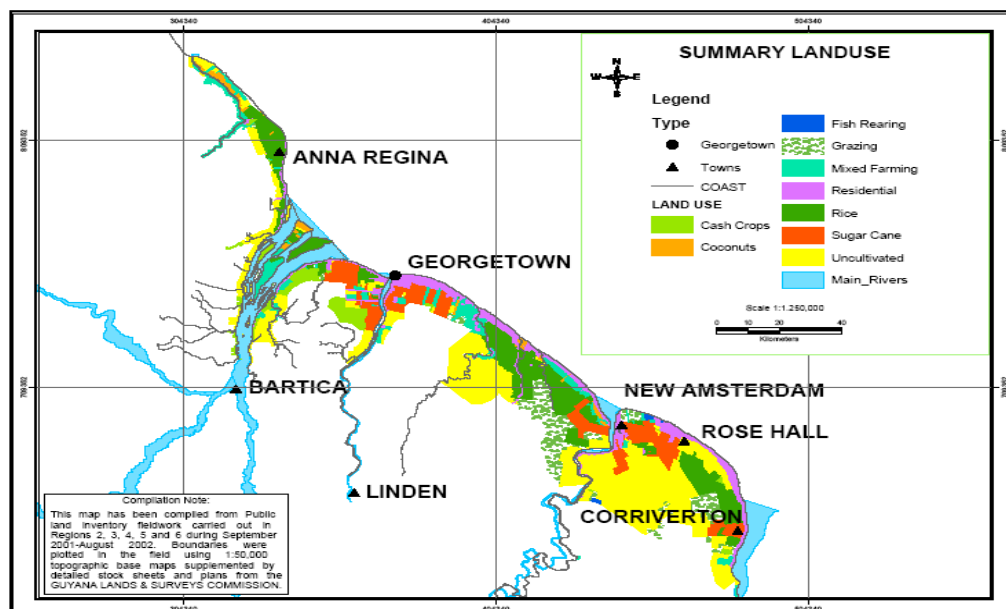 304340 404340 504340
SUMMARY LANDUSE
N
W E
S
Legend
Type
Georgetown
Towns
COAST
LAND USE
Cash Crops
Coconuts
Fish Rearing
Grazing
Mixed Farming
Residential
Rice
Sugar Cane
Uncultivated
Main_Rivers
Scale 1:1,250,000
0 10 20 40
Kilometers
ANNA REGINA
GEORGETOWN
BARTICA
NEW AMSTERDAM
ROSE HALL
LINDEN
CORRIVERTON
Compilation Note:
This map has been compiled from Public
land inventory fieldwork carried out in
Regions 2, 3, 4, 5 and 6 during September
2001-August 2002. Boundaries were
plotted in the field using 1:50,000
topographic base maps supplemented by
detailed stock sheets and plans from the
GUYANA LANDS & SURVEYS COMMISSION.
304340 404340 504340